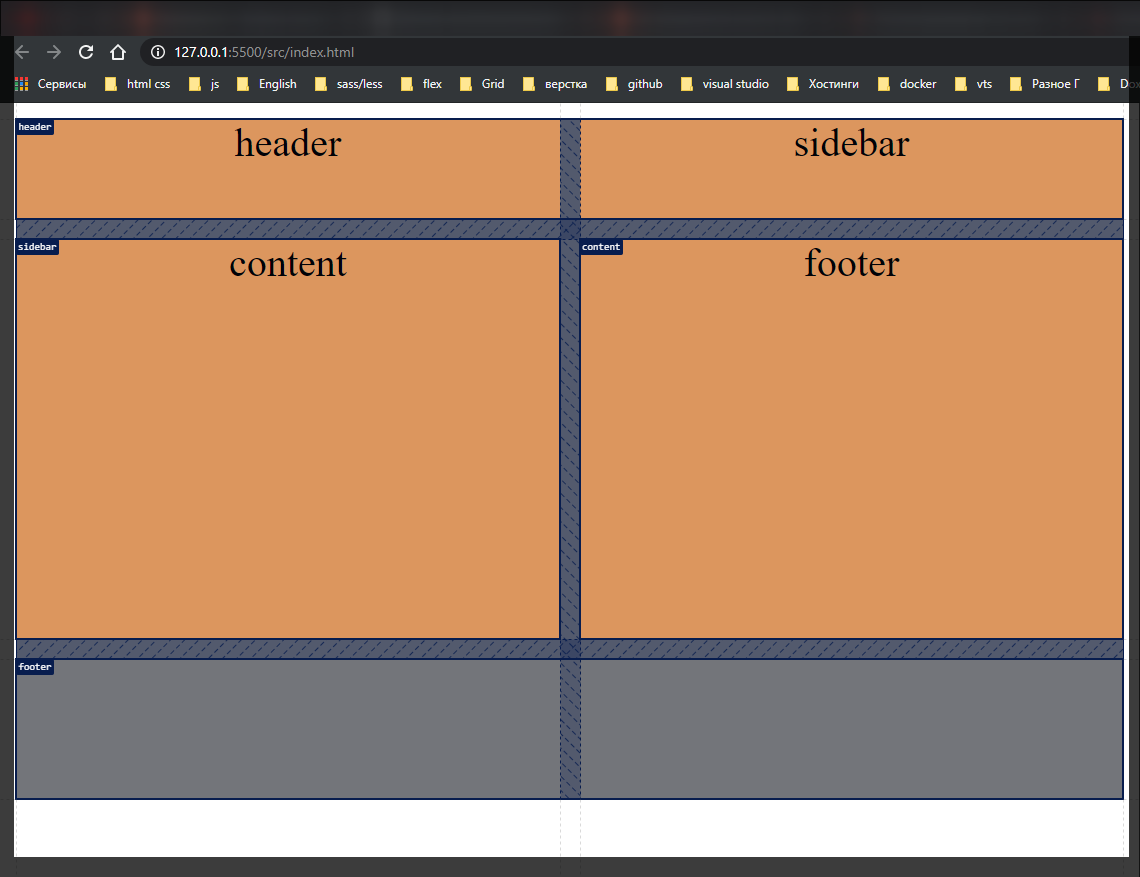 127.0.0.1:5500/src/index.html
Сервисы html css js English sass/less flex Grid верстка github visual studio Хостинги docker vts Разное Г
header
header sidebar
sidebar content
content footer
footer